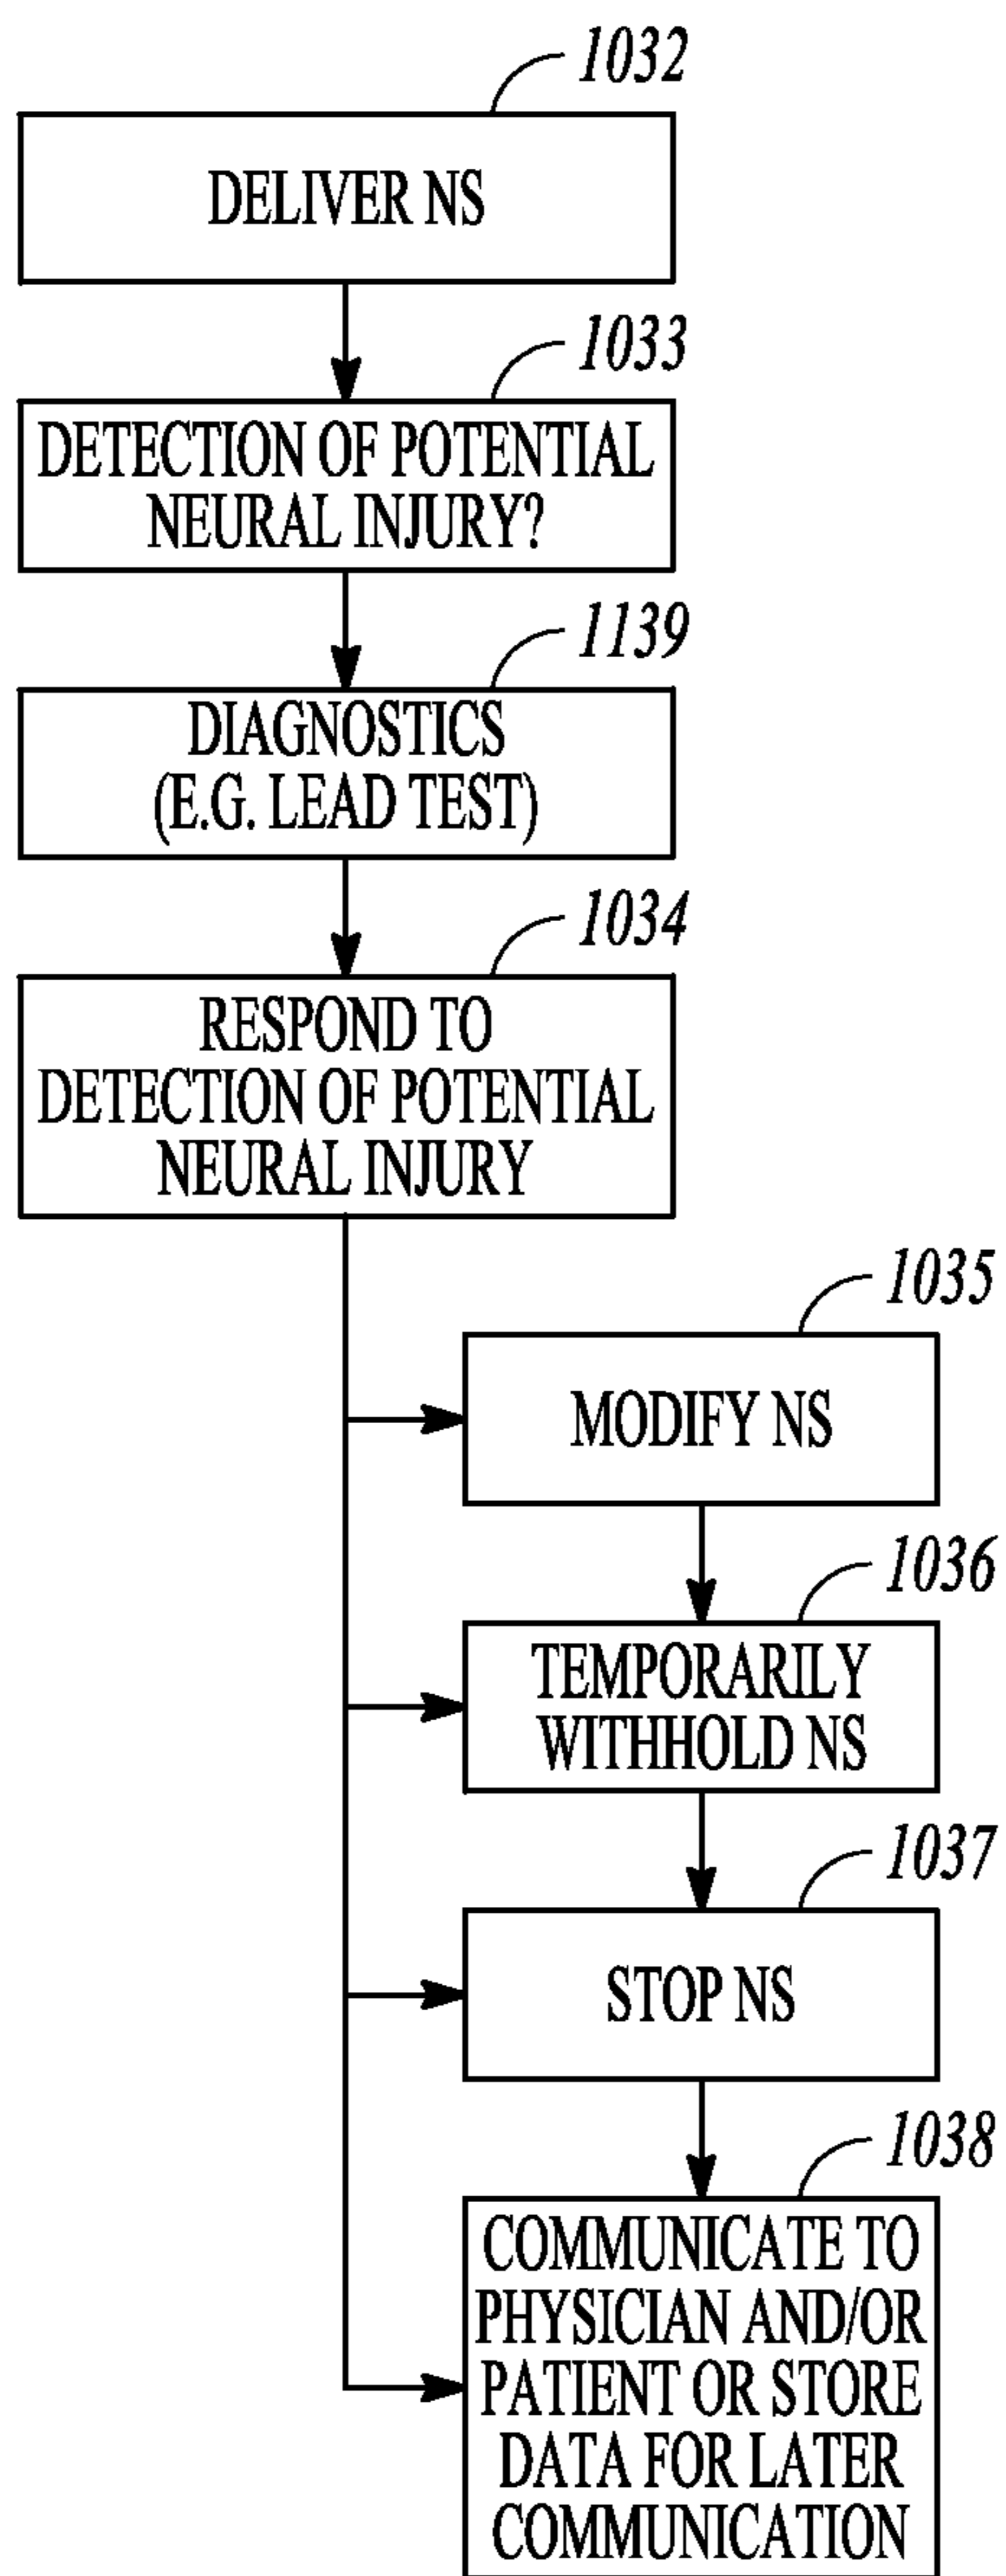 1032
DELIVER NS
1033
DETECTION OF POTENTIAL
NEURAL INJURY?
1139
DIAGNOSTICS
(E.G. LEAD TEST)
1034
RESPOND TO
DETECTION OF POTENTIAL
NEURAL INJURY
1035
MODIFY NS
1036
TEMPORARILY
WITHHOLD NS
1037
STOP NS
1038
COMMUNICATE TO
PHYSICIAN AND/OR
PATIENT OR STORE
DATA FOR LATER
COMMUNICATION